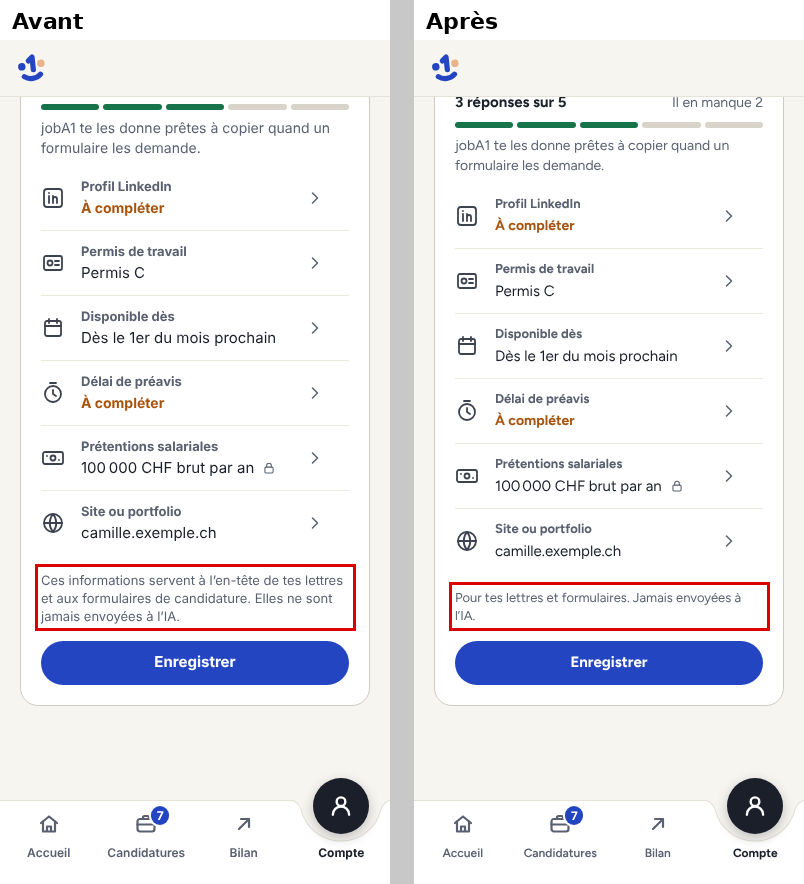 Avant
jobA1 te les donne prêtes à copier quand un
formulaire les demande.
Profil LinkedIn
À compléter
Permis de travail
Permis C
Disponible dès
Dès le 1er du mois prochain
Délai de préavis
À compléter
Prétentions salariales
100 000 CHF brut par an
Site ou portfolio
camille.exemple.ch
Ces informations servent à l’en-tête de tes lettres
et aux formulaires de candidature. Elles ne sont
jamais envoyées à l’IA.
Enregistrer
Accueil
7
Candidatures
Bilan
Compte
Après
3 réponses sur 5
Il en manque 2
jobA1 te les donne prêtes à copier quand un
formulaire les demande.
Profil LinkedIn
À compléter
Permis de travail
Permis C
Disponible dès
Dès le 1er du mois prochain
Délai de préavis
À compléter
Prétentions salariales
100 000 CHF brut par an
Site ou portfolio
camille.exemple.ch
Pour tes lettres et formulaires. Jamais envoyées à
l’IA.
Enregistrer
Accueil
7
Candidatures
Bilan
Compte